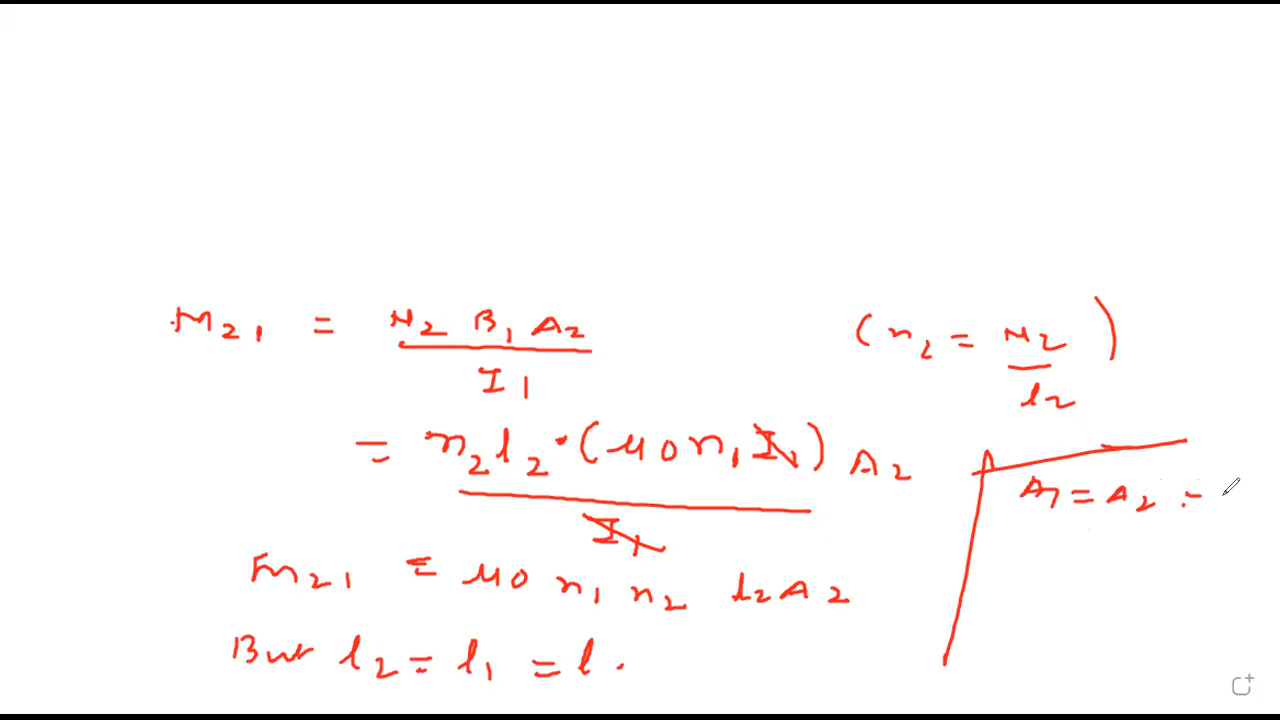 M21 = N2 B1 A2 / I1 (n2 = N2 / l2)
= n2 l2 · (μ0 n1 I1) A2 / I1
M21 = μ0 n1 n2 l2 A2
But l2 = l1 = l .
A1 = A2 =